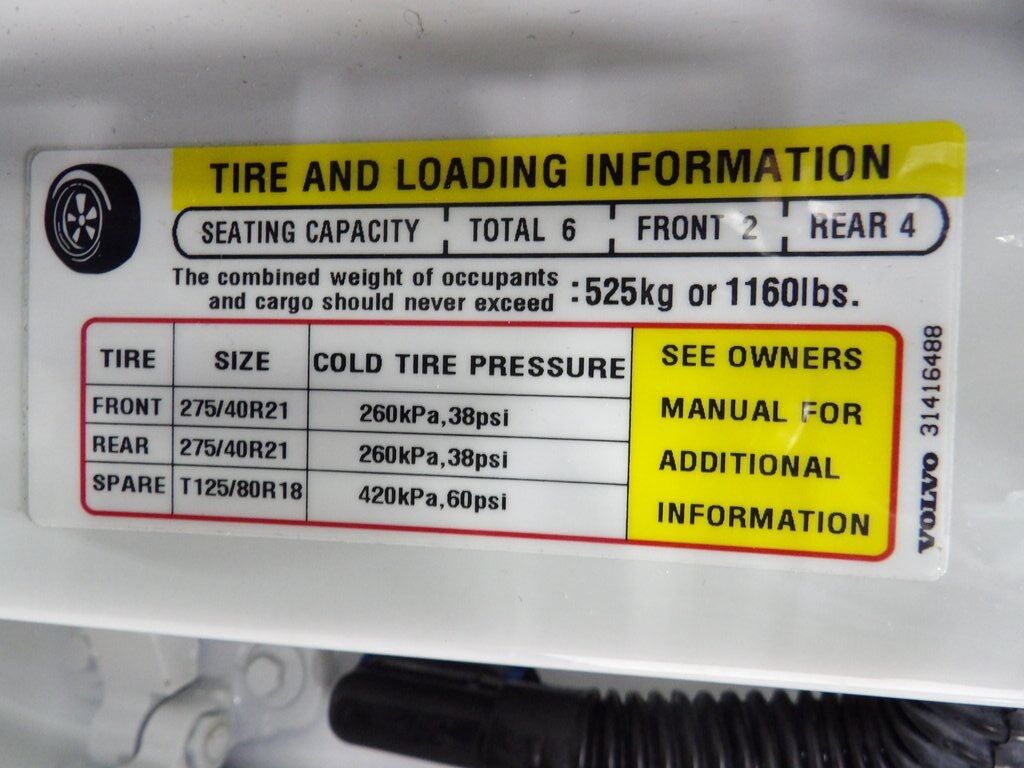 TIRE AND LOADING INFORMATION
SEATING CAPACITY TOTAL 6 FRONT 2 REAR 4
The combined weight of occupants
and cargo should never exceed :525kg or 1160lbs.
TIRE SIZE COLD TIRE PRESSURE
FRONT 275/40R21 260kPa,38psi
REAR 275/40R21 260kPa,38psi
SPARE T125/80R18 420kPa,60psi
SEE OWNERS
MANUAL FOR
ADDITIONAL
INFORMATION
VOLVO 31416488